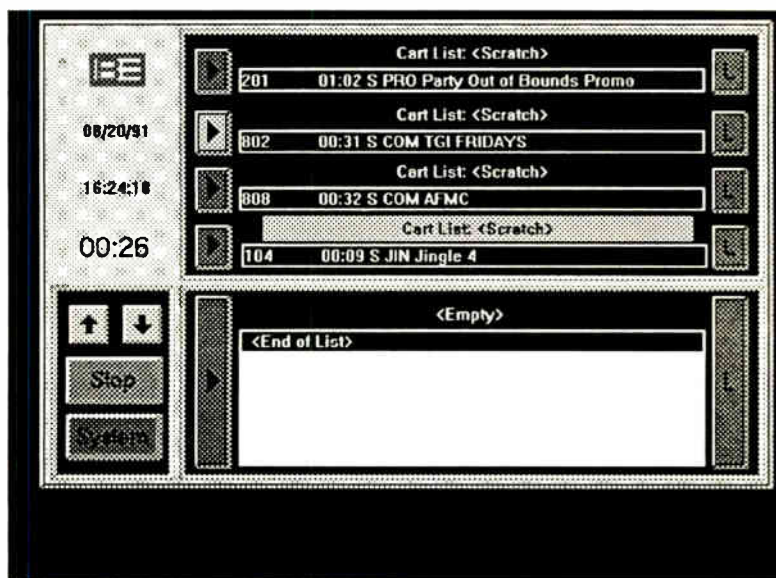 BE
08/20/91
16:24:18
00:26
Stop
System
Cart List: <Scratch>
201 01:02 S PRO Party Out of Bounds Promo
L
Cart List: <Scratch>
802 00:31 S COM TGI FRIDAYS
L
Cart List: <Scratch>
808 00:32 S COM AFMC
L
Cart List: <Scratch>
104 00:09 S JIN Jingle 4
L
<Empty>
<End of List>
L